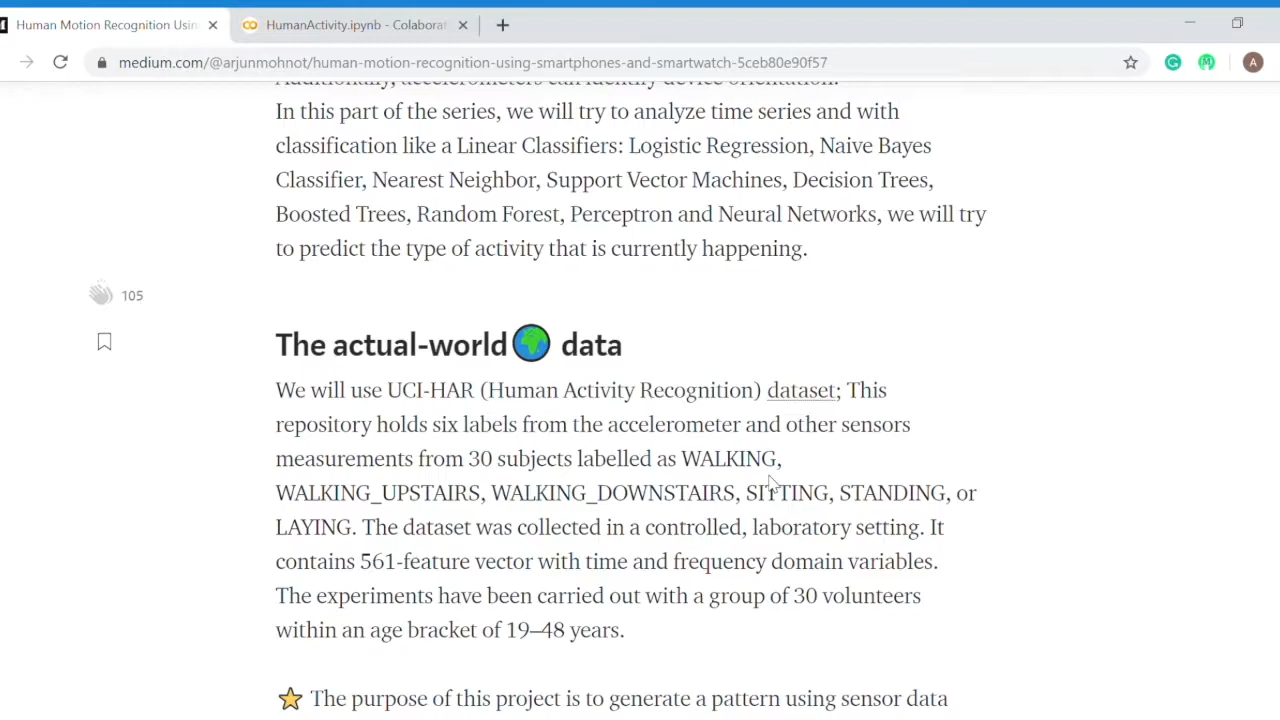 Human Motion Recognition Usin
HumanActivity.ipynb - Colaborat
medium.com/@arjunmohnot/human-motion-recognition-using-smartphones-and-smartwatch-5ceb80e90f57
A
Additionally, accelerometers can identify device orientation.
In this part of the series, we will try to analyze time series and with
classification like a Linear Classifiers: Logistic Regression, Naive Bayes
Classifier, Nearest Neighbor, Support Vector Machines, Decision Trees,
Boosted Trees, Random Forest, Perceptron and Neural Networks, we will try
to predict the type of activity that is currently happening.
105
The actual-world🌍 data
We will use UCI-HAR (Human Activity Recognition) dataset; This
repository holds six labels from the accelerometer and other sensors
measurements from 30 subjects labelled as WALKING,
WALKING_UPSTAIRS, WALKING_DOWNSTAIRS, SITTING, STANDING, or
LAYING. The dataset was collected in a controlled, laboratory setting. It
contains 561-feature vector with time and frequency domain variables.
The experiments have been carried out with a group of 30 volunteers
within an age bracket of 19–48 years.
⭐ The purpose of this project is to generate a pattern using sensor data